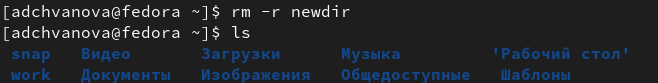 [adchvanova@fedora ~]$ rm -r newdir
[adchvanova@fedora ~]$ ls
snap Видео Загрузки Музыка 'Рабочий стол'
work Документы Изображения Общедоступные Шаблоны